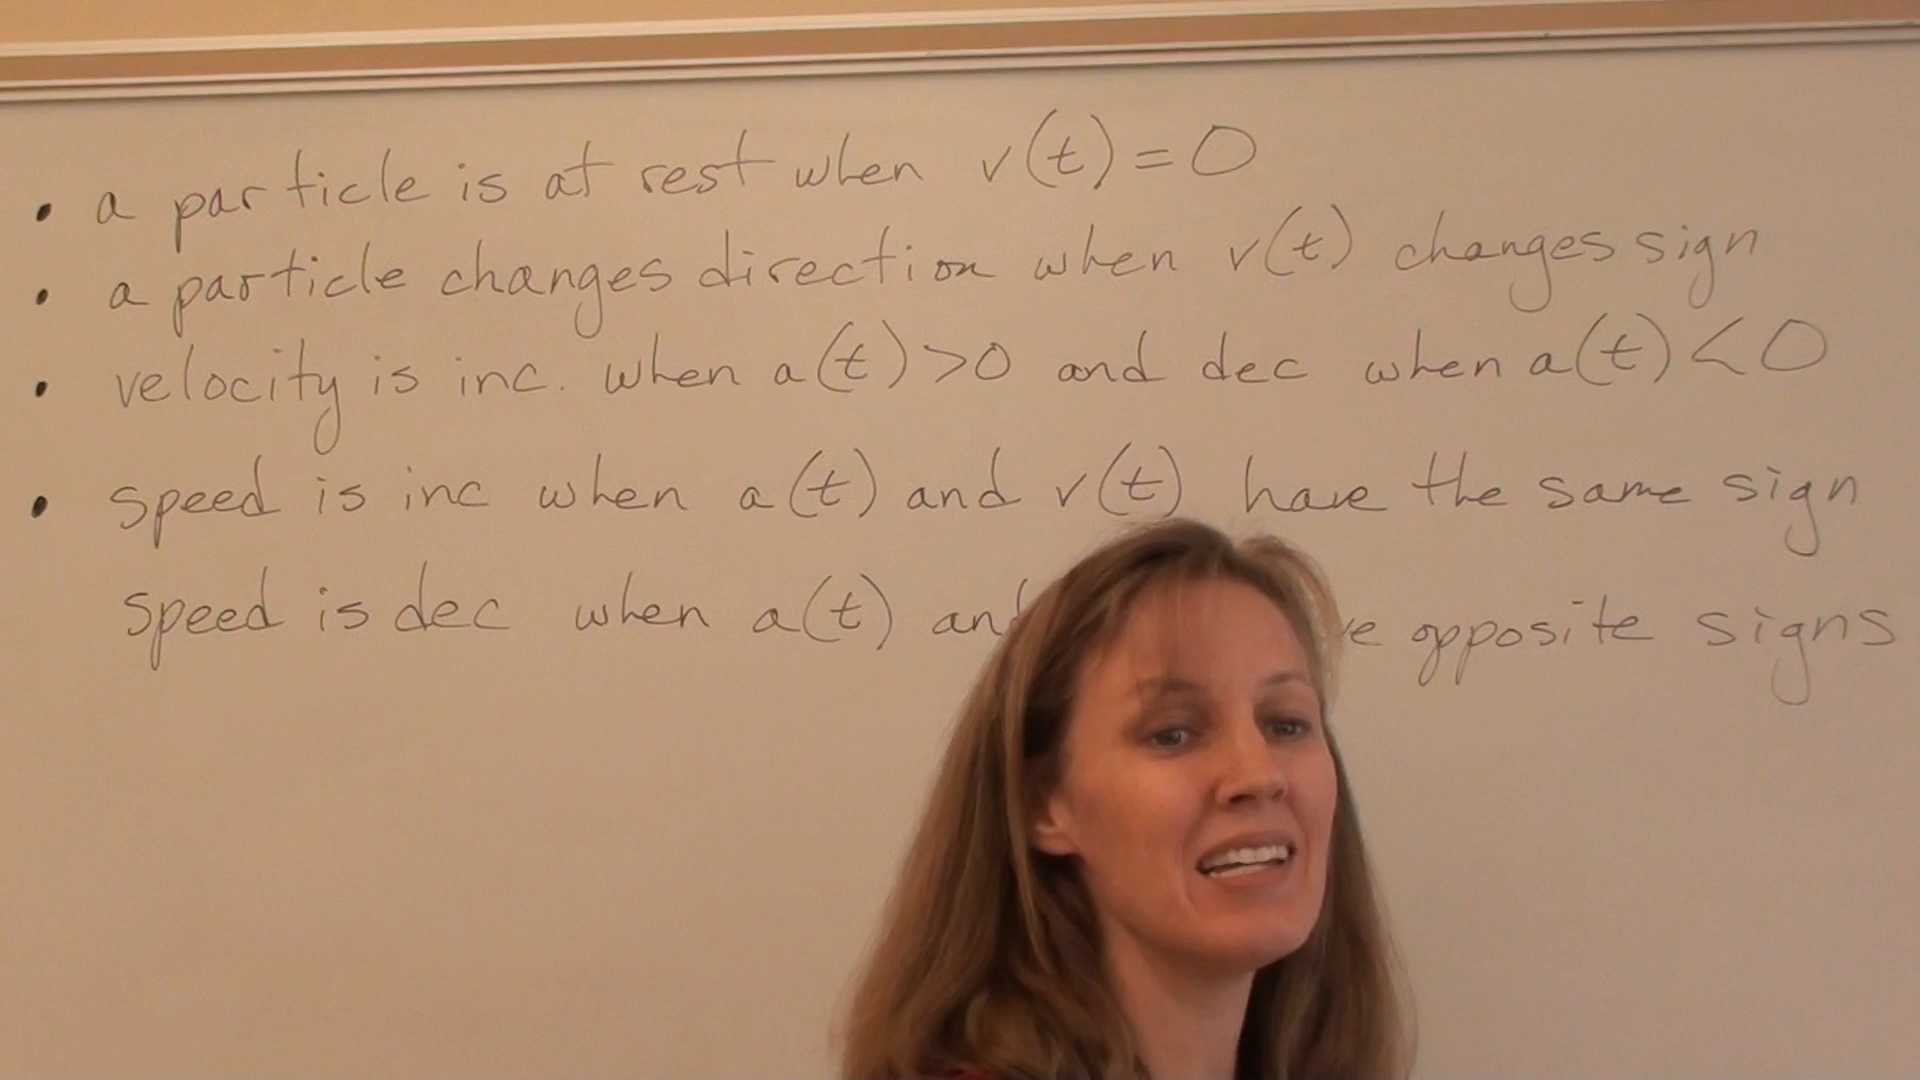 • a particle is at rest when v(t) = 0
• a particle changes direction when v(t) changes sign
• velocity is inc. when a(t) > 0 and dec when a(t) < 0
• speed is inc when a(t) and v(t) have the same sign
speed is dec when a(t) opposite signs